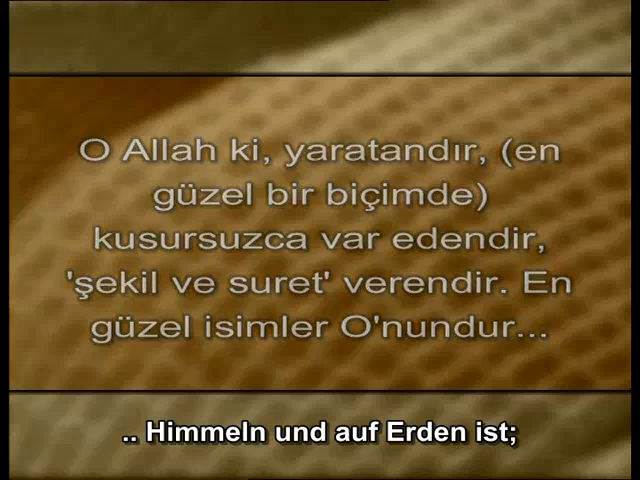 O Allah ki, yaratandır, (en
güzel bir biçimde)
kusursuzca var edendir,
'şekil ve suret' verendir. En
güzel isimler O'nundur...
.. Himmeln und auf Erden ist;